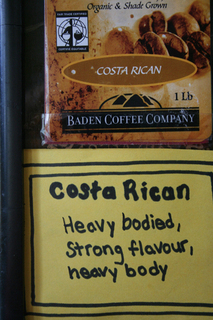 Organic & Shade Grown
COSTA RICAN
1 Lb
BADEN COFFEE COMPANY
Costa Rican
Heavy bodied,
Strong flavour,
heavy body